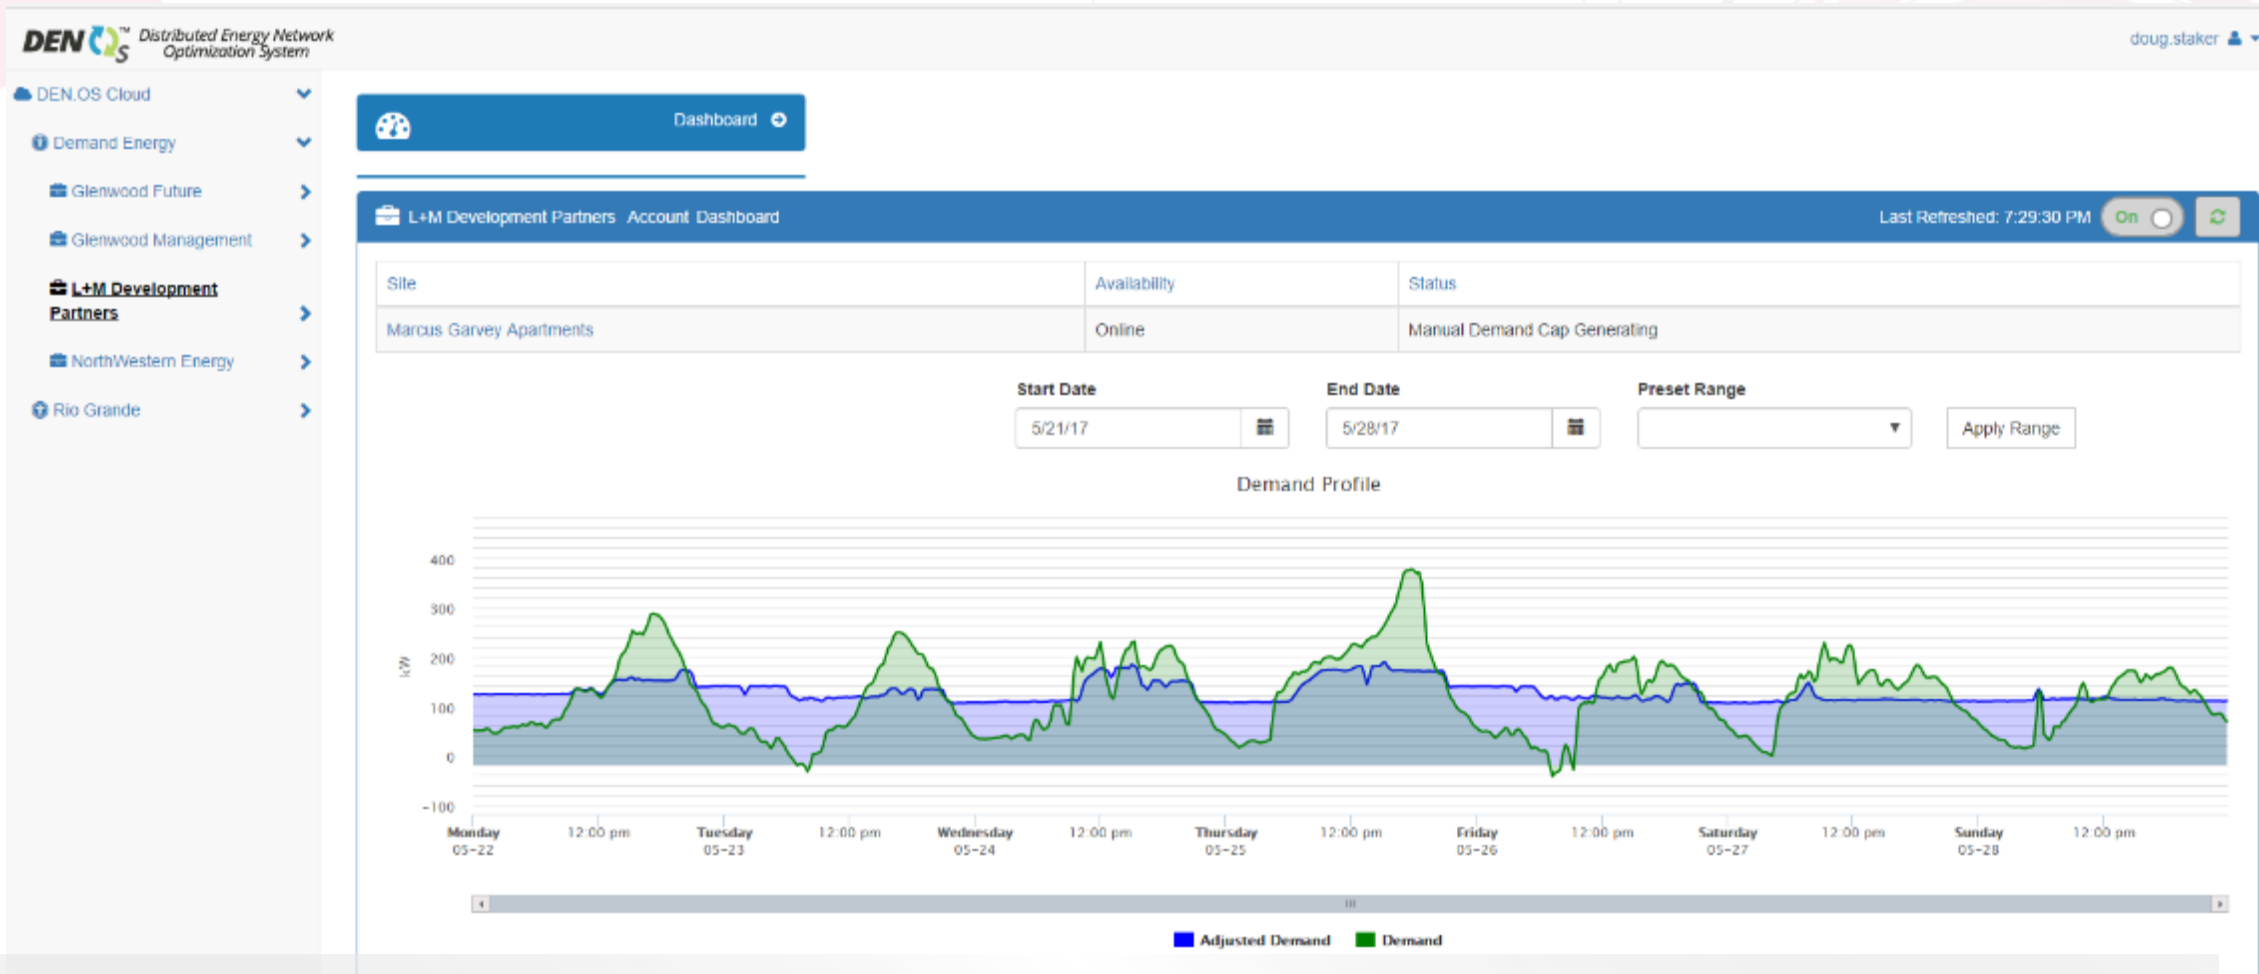 DEN OS™ Distributed Energy Network
Optimization System
doug.staker
DEN.OS Cloud
Demand Energy
Glenwood Future
Glenwood Management
L+M Development
Partners
NorthWestern Energy
Rio Grande
Dashboard
L+M Development Partners Account Dashboard
Last Refreshed: 7:29:30 PM On
Site Availability Status
Marcus Garvey Apartments Online Manual Demand Cap Generating
Start Date End Date Preset Range
5/21/17 5/28/17 Apply Range
Demand Profile
400
300
200
100
0
-100
kW
Monday 12:00 pm Tuesday 12:00 pm Wednesday 12:00 pm Thursday 12:00 pm Friday 12:00 pm Saturday 12:00 pm Sunday 12:00 pm
05-22 05-23 05-24 05-25 05-26 05-27 05-28
Adjusted Demand Demand